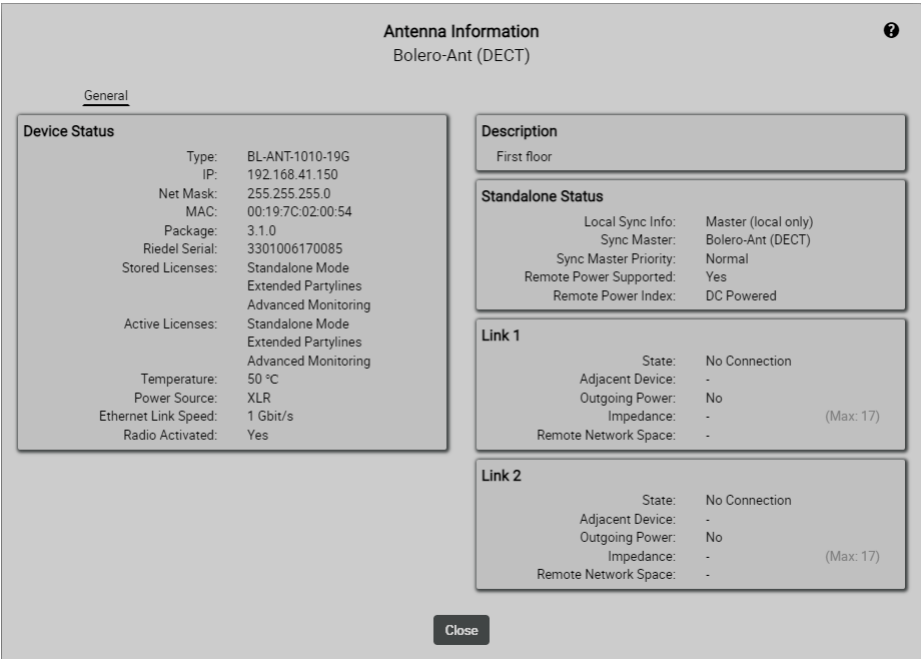 Antenna Information
?
Bolero-Ant (DECT)
General
Device Status
Type: BL-ANT-1010-19G
IP: 192.168.41.150
Net Mask: 255.255.255.0
MAC: 00:19:7C:02:00:54
Package: 3.1.0
Riedel Serial: 3301006170085
Stored Licenses: Standalone Mode
Extended Partylines
Advanced Monitoring
Active Licenses: Standalone Mode
Extended Partylines
Advanced Monitoring
Temperature: 50 °C
Power Source: XLR
Ethernet Link Speed: 1 Gbit/s
Radio Activated: Yes
Description
First floor
Standalone Status
Local Sync Info: Master (local only)
Sync Master: Bolero-Ant (DECT)
Sync Master Priority: Normal
Remote Power Supported: Yes
Remote Power Index: DC Powered
Link 1
State: No Connection
Adjacent Device: -
Outgoing Power: No
Impedance: - (Max: 17)
Remote Network Space: -
Link 2
State: No Connection
Adjacent Device: -
Outgoing Power: No
Impedance: - (Max: 17)
Remote Network Space: -
Close